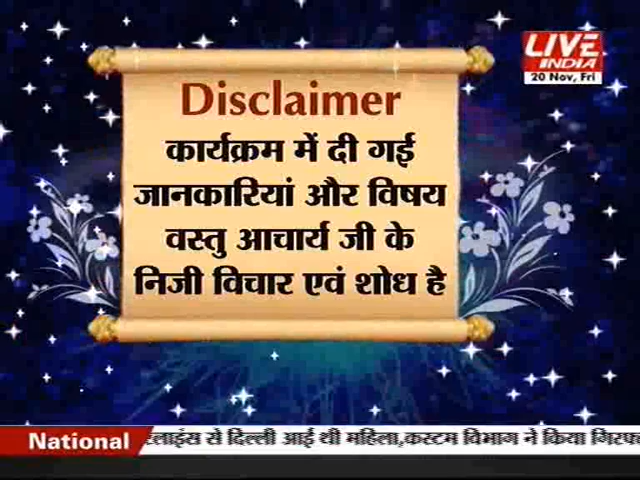 LIVE
INDIA
20 Nov, Fri
Disclaimer
कार्यक्रम में दी गई
जानकारियां और विषय
वस्तु आचार्य जी के
निजी विचार एवं शोध है
National
से दिल्ली आई थी महिला,कस्टम विभाग ने किया